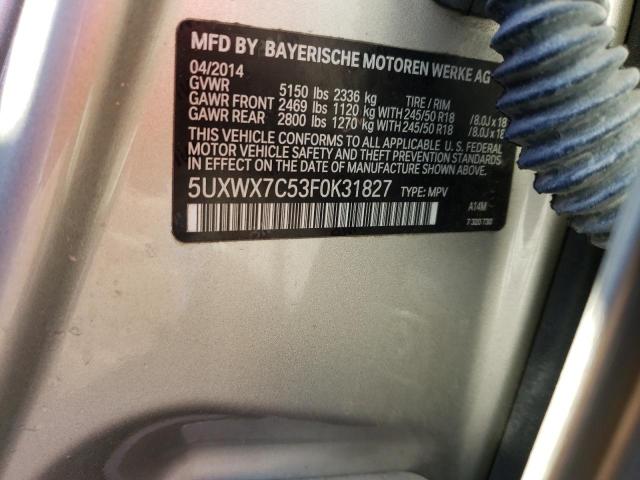 MFD BY BAYERISCHE MOTOREN WERKE AG
04/2014
GVWR 5150 lbs 2336 kg TIRE / RIM
GAWR FRONT 2469 lbs 1120 kg WITH 245/50 R18 /8.0J x 18
GAWR REAR 2800 lbs 1270 kg WITH 245/50 R18 /8.0J x 18
THIS VEHICLE CONFORMS TO ALL APPLICABLE U. S. FEDERAL
MOTOR VEHICLE SAFETY AND THEFT PREVENTION STANDARDS
IN EFFECT ON THE DATE OF MANUFACTURE SHOWN ABOVE.
5UXWX7C53F0K31827 TYPE: MPV
A14M